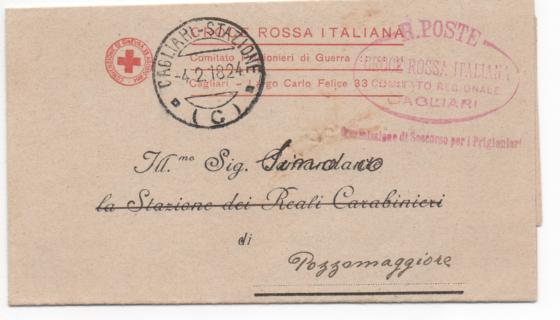 CROCE ROSSA ITALIANA
Comitato Prigionieri di Guerra
Cagliari - Largo Carlo Felice 33
CAGLIARI-STAZIONE
-4.2.18 24
(C)
R. POSTE
CROCE ROSSA ITALIANA
COMITATO REGIONALE
CAGLIARI
Commissione di Soccorso per i Prigionieri
Ill.mo Sig. Sindaco
la Stazione dei Reali Carabinieri
di
Pozzomaggiore